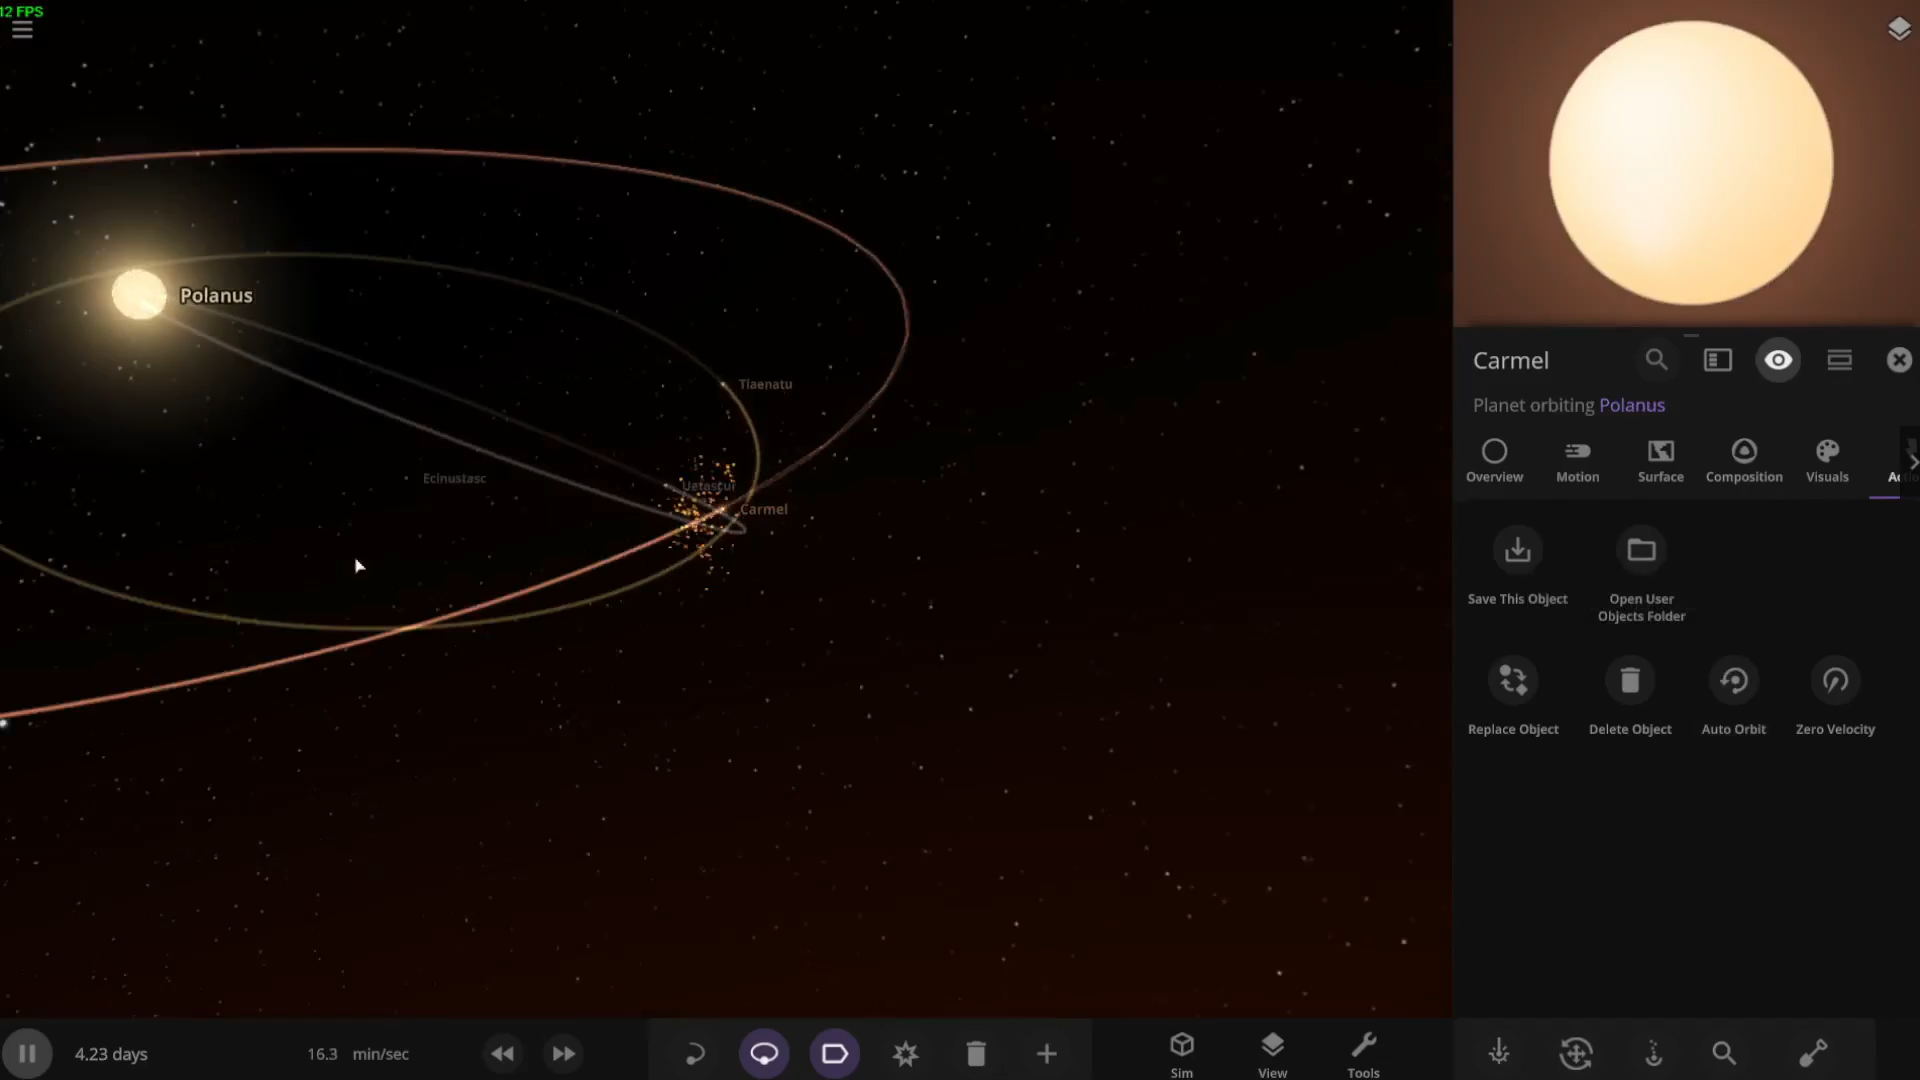 12 FPS
Polanus
Tlaenatu
Ecinustasc
Carmel
Carmel
Planet orbiting Polanus
Overview
Motion
Surface
Composition
Visuals
Save This Object
Open User
Objects Folder
Replace Object
Delete Object
Auto Orbit
Zero Velocity
4.23 days
16.3 min/sec
Sim
View
Tools